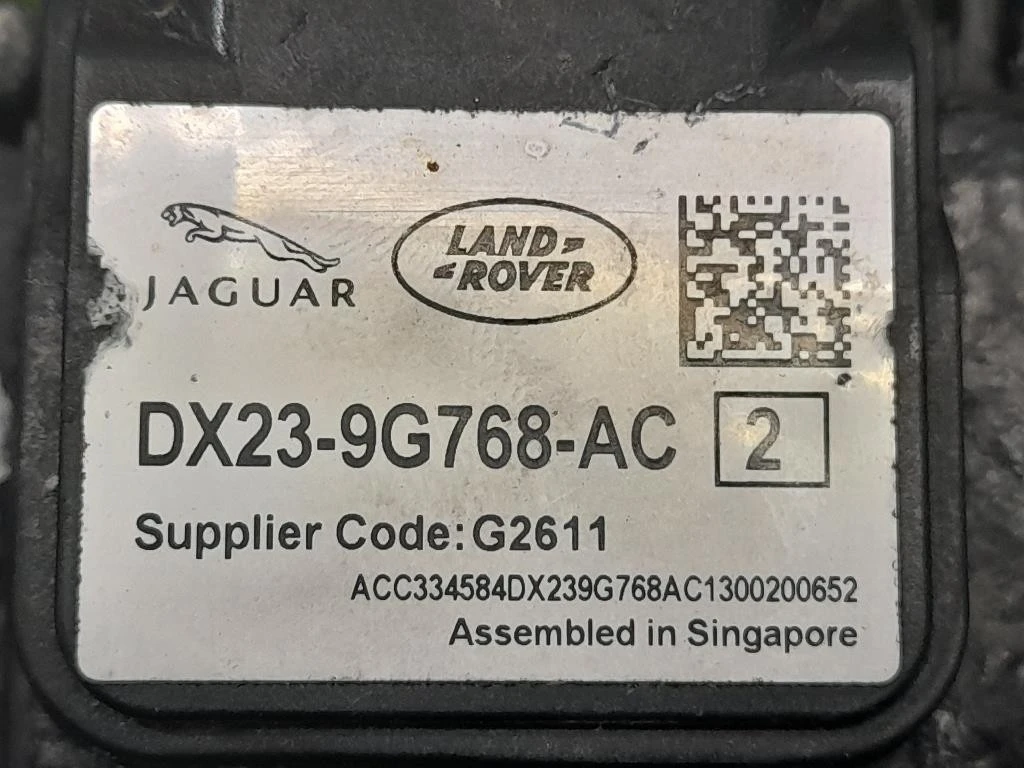 JAGUAR
LAND
ROVER
DX23-9G768-AC 2
Supplier Code: G2611
ACC334584DX239G768AC1300200652
Assembled in Singapore